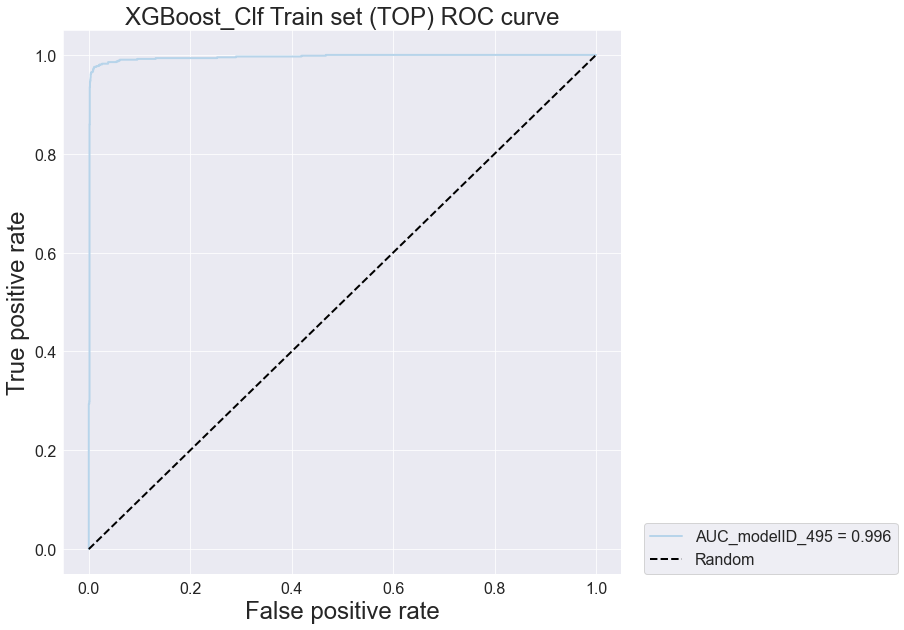 XGBoost_Clf Train set (TOP) ROC curve
True positive rate
1.0
0.8
0.6
0.4
0.2
0.0
0.0 0.2 0.4 0.6 0.8 1.0
False positive rate
AUC_modelID_495 = 0.996
Random